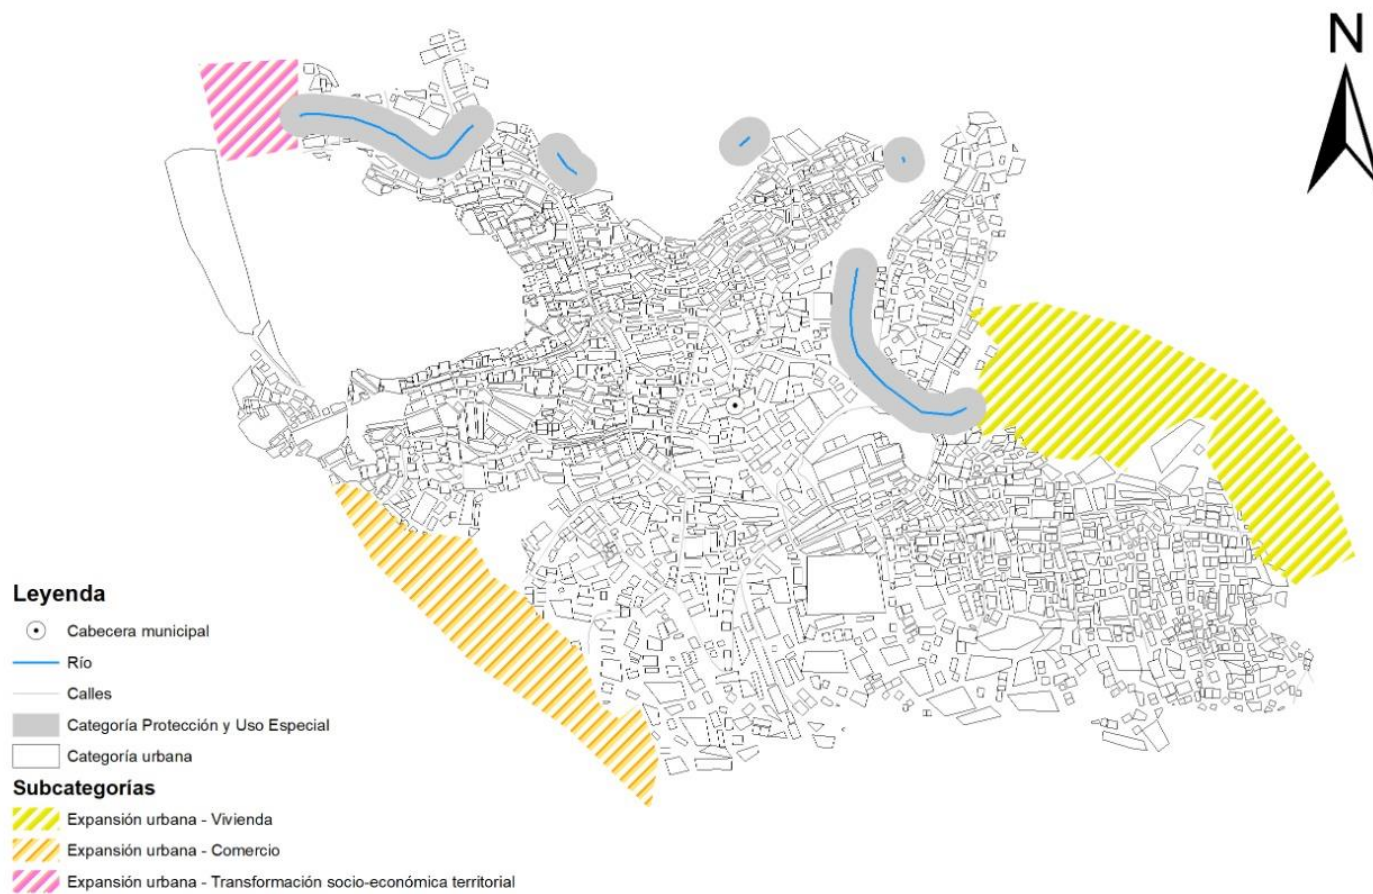 N
Leyenda
Cabecera municipal
Río
Calles
Categoría Protección y Uso Especial
Categoría urbana
Subcategorías
Expansión urbana - Vivienda
Expansión urbana - Comercio
Expansión urbana - Transformación socio-económica territorial